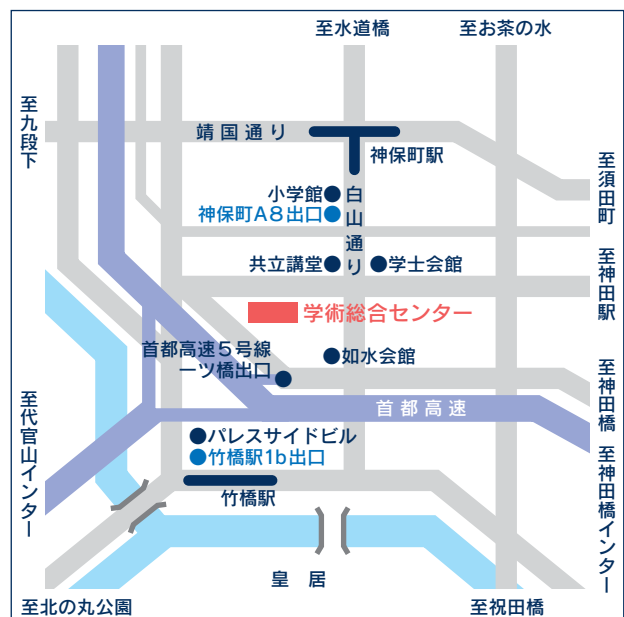 至水道橋
至お茶の水
至九段下
靖国通り
神保町駅
至須田町
小学館
神保町A8出口
白山通り
共立講堂
学士会館
至神田駅
学術総合センター
首都高速5号線
一ツ橋出口
如水会館
至神田橋
首都高速
至代官山インター
パレスサイドビル
竹橋駅1b出口
至神田橋インター
竹橋駅
皇居
至北の丸公園
至祝田橋